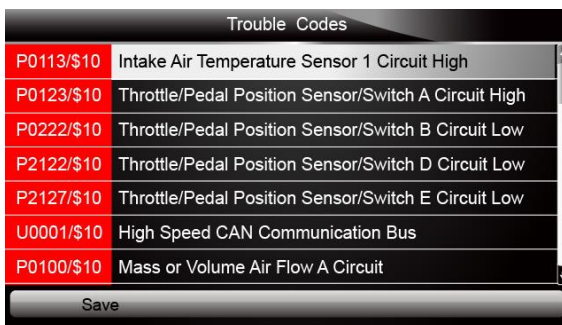 Trouble Codes
P0113/$10 Intake Air Temperature Sensor 1 Circuit High
P0123/$10 Throttle/Pedal Position Sensor/Switch A Circuit High
P0222/$10 Throttle/Pedal Position Sensor/Switch B Circuit Low
P2122/$10 Throttle/Pedal Position Sensor/Switch D Circuit Low
P2127/$10 Throttle/Pedal Position Sensor/Switch E Circuit Low
U0001/$10 High Speed CAN Communication Bus
P0100/$10 Mass or Volume Air Flow A Circuit
Save